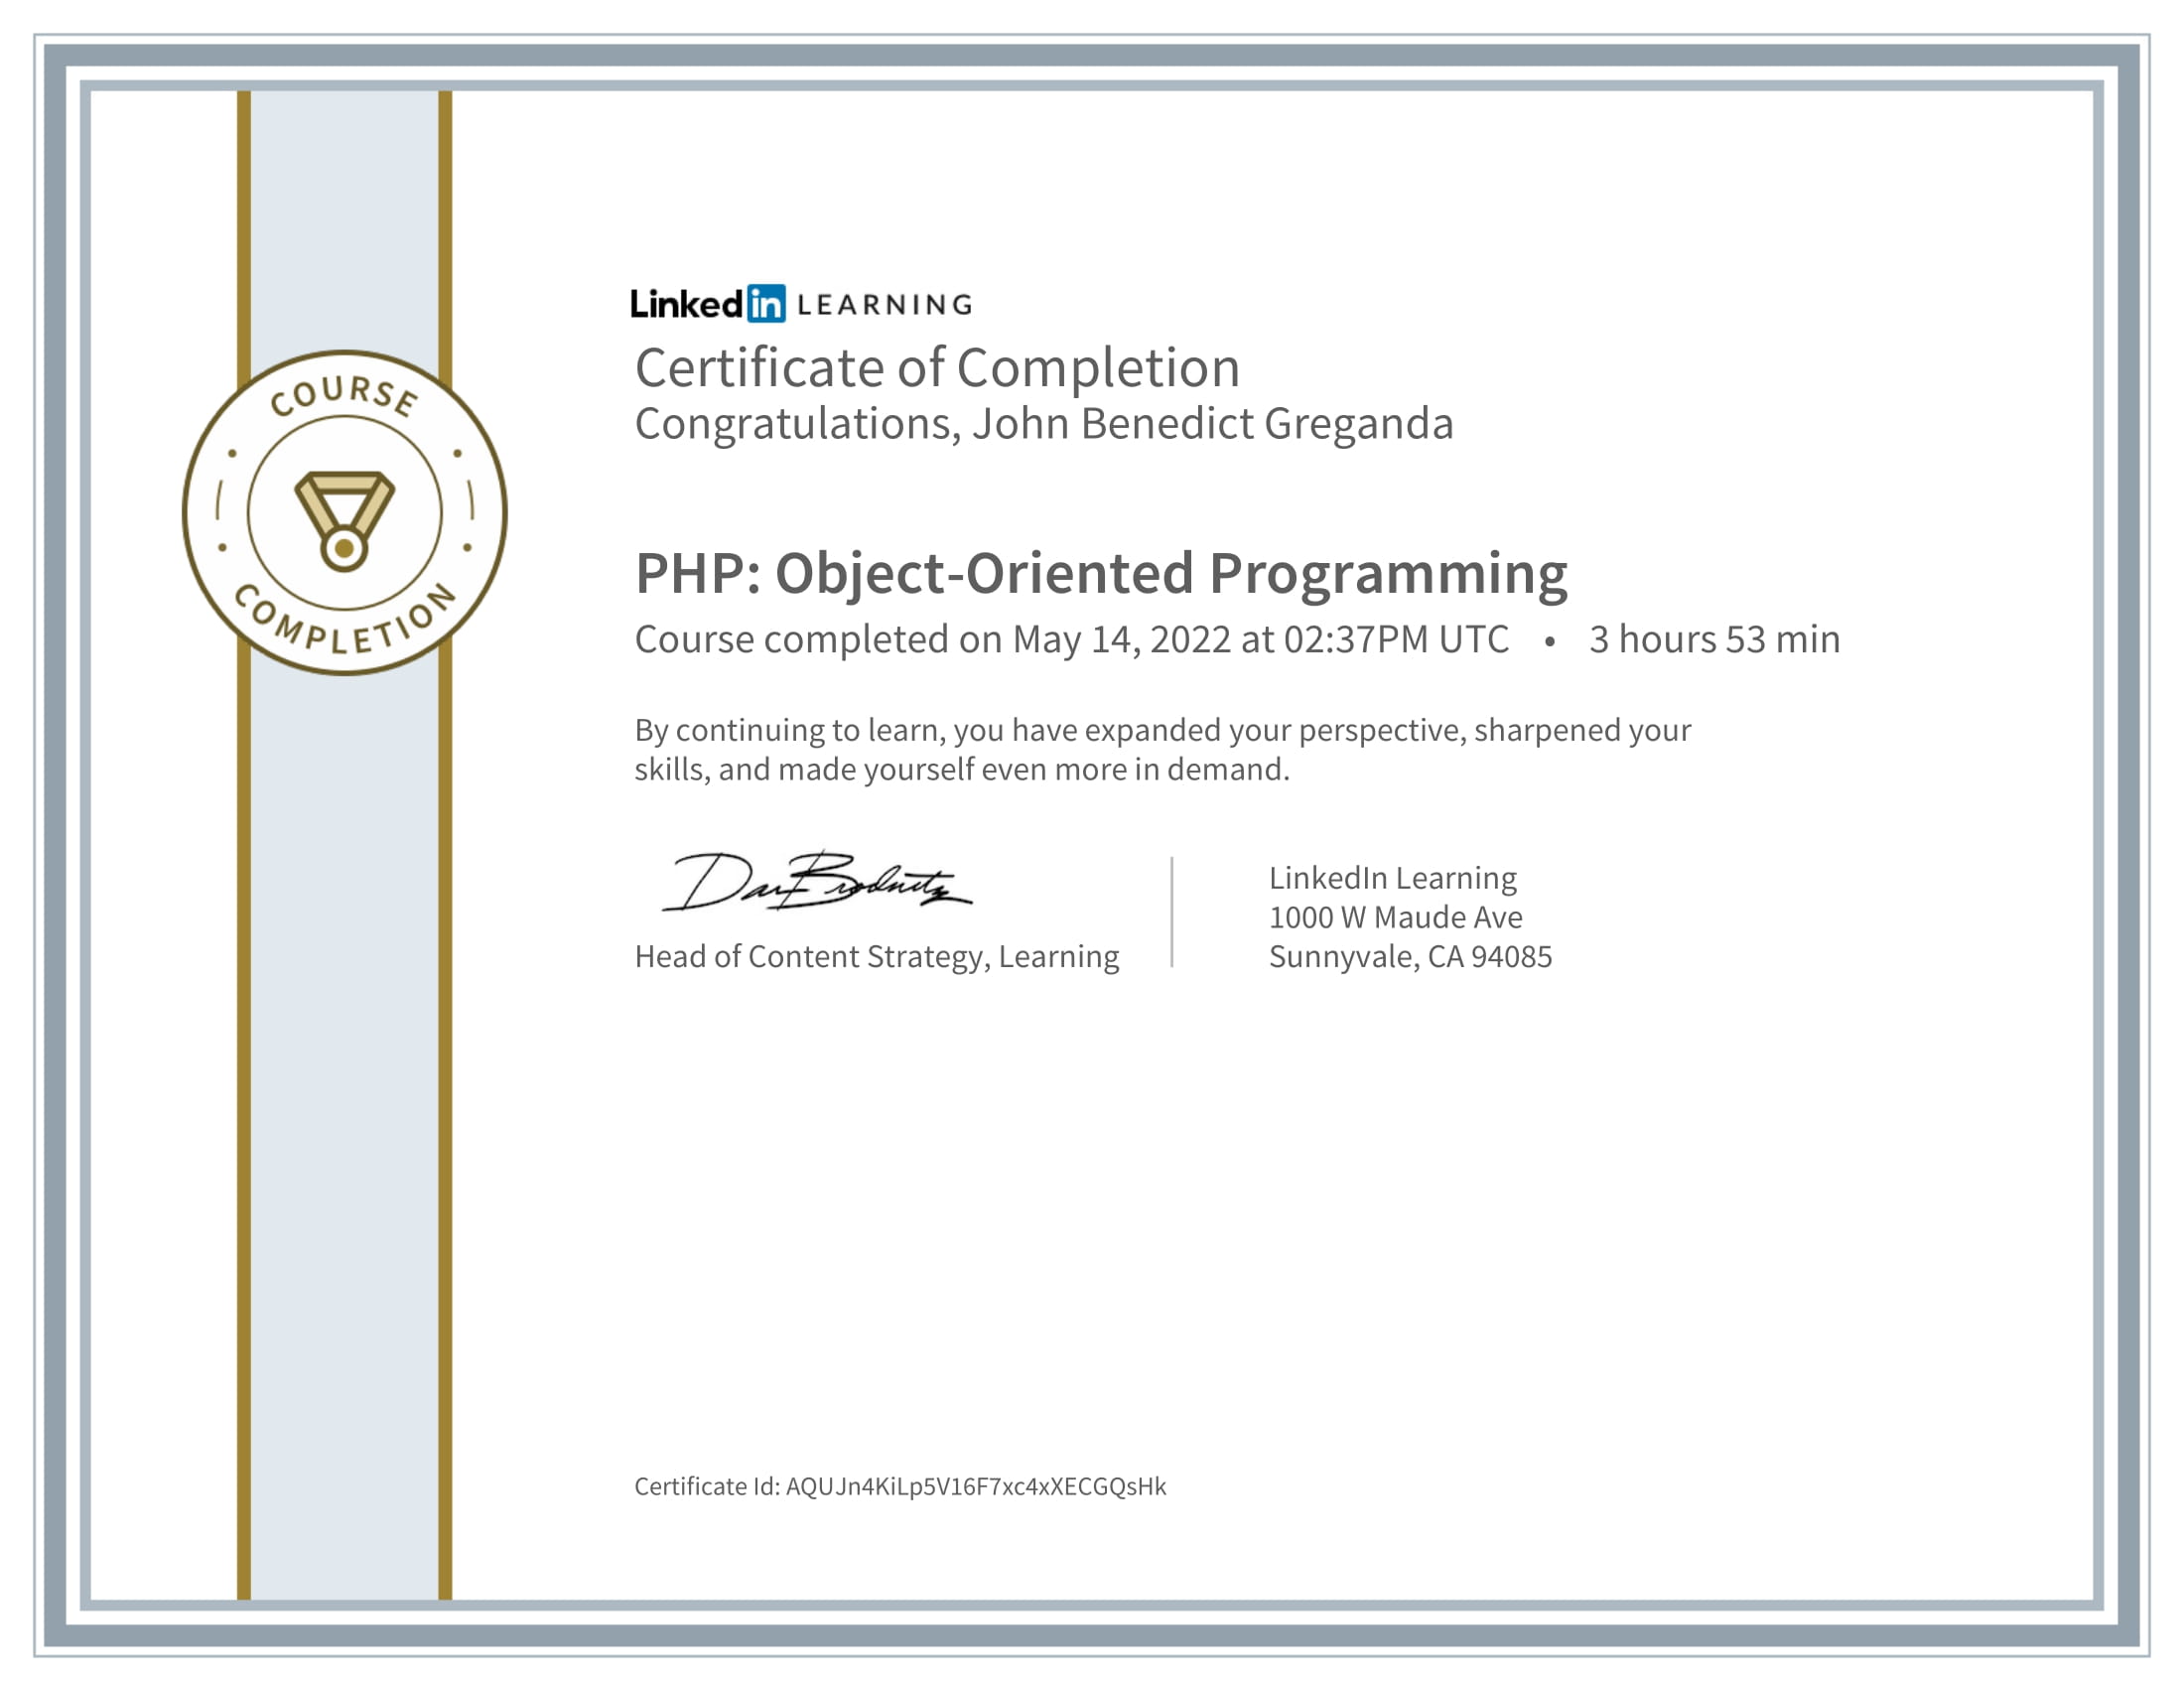 COURSE
COMPLETION
Linked in LEARNING
Certificate of Completion
Congratulations, John Benedict Greganda
PHP: Object-Oriented Programming
Course completed on May 14, 2022 at 02:37PM UTC • 3 hours 53 min
By continuing to learn, you have expanded your perspective, sharpened your
skills, and made yourself even more in demand.
Head of Content Strategy, Learning
LinkedIn Learning
1000 W Maude Ave
Sunnyvale, CA 94085
Certificate Id: AQUJn4KiLp5V16F7xc4xXECGQsHk